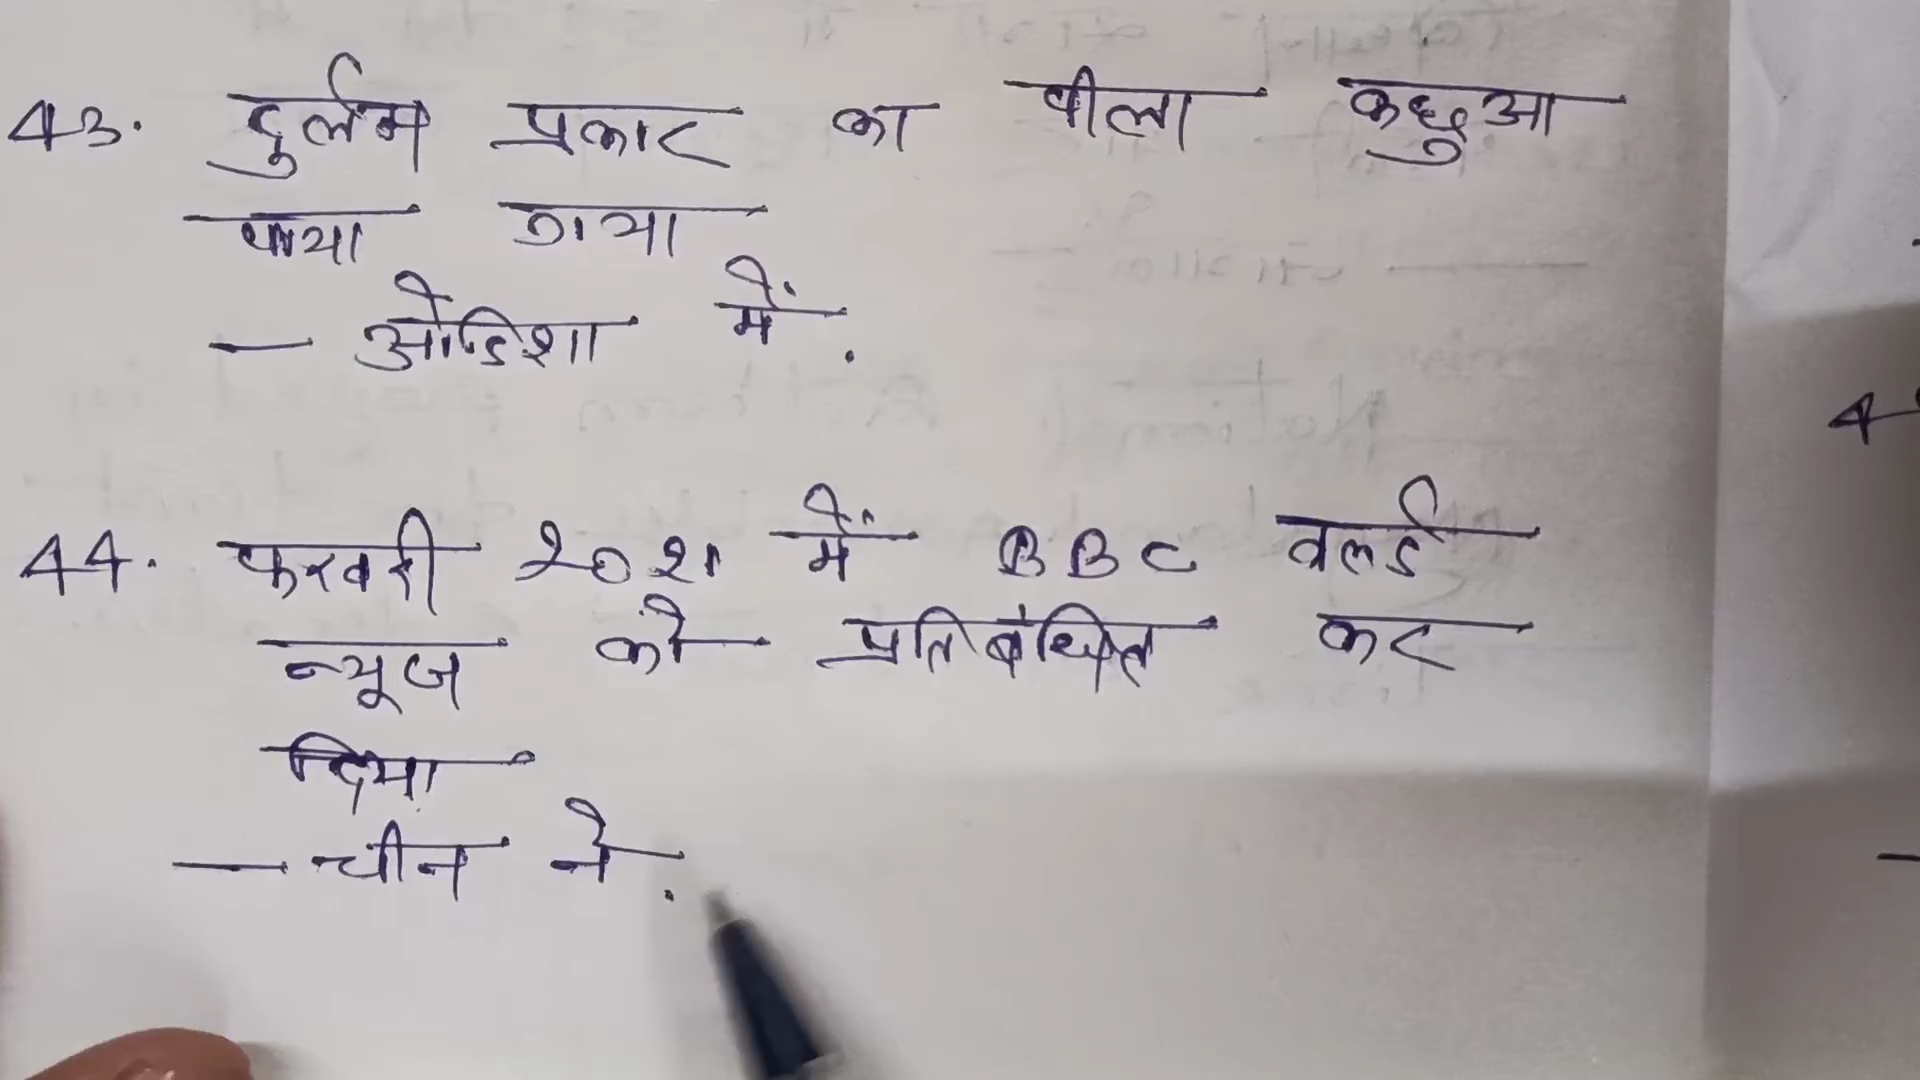 43. दुर्लभ प्रकार का पीला कछुआ
पाया गया
— ओडिशा में.
44. फरवरी 2021 में BBC वर्ल्ड
न्यूज को प्रतिबंधित कर
दिया
— चीन ने.